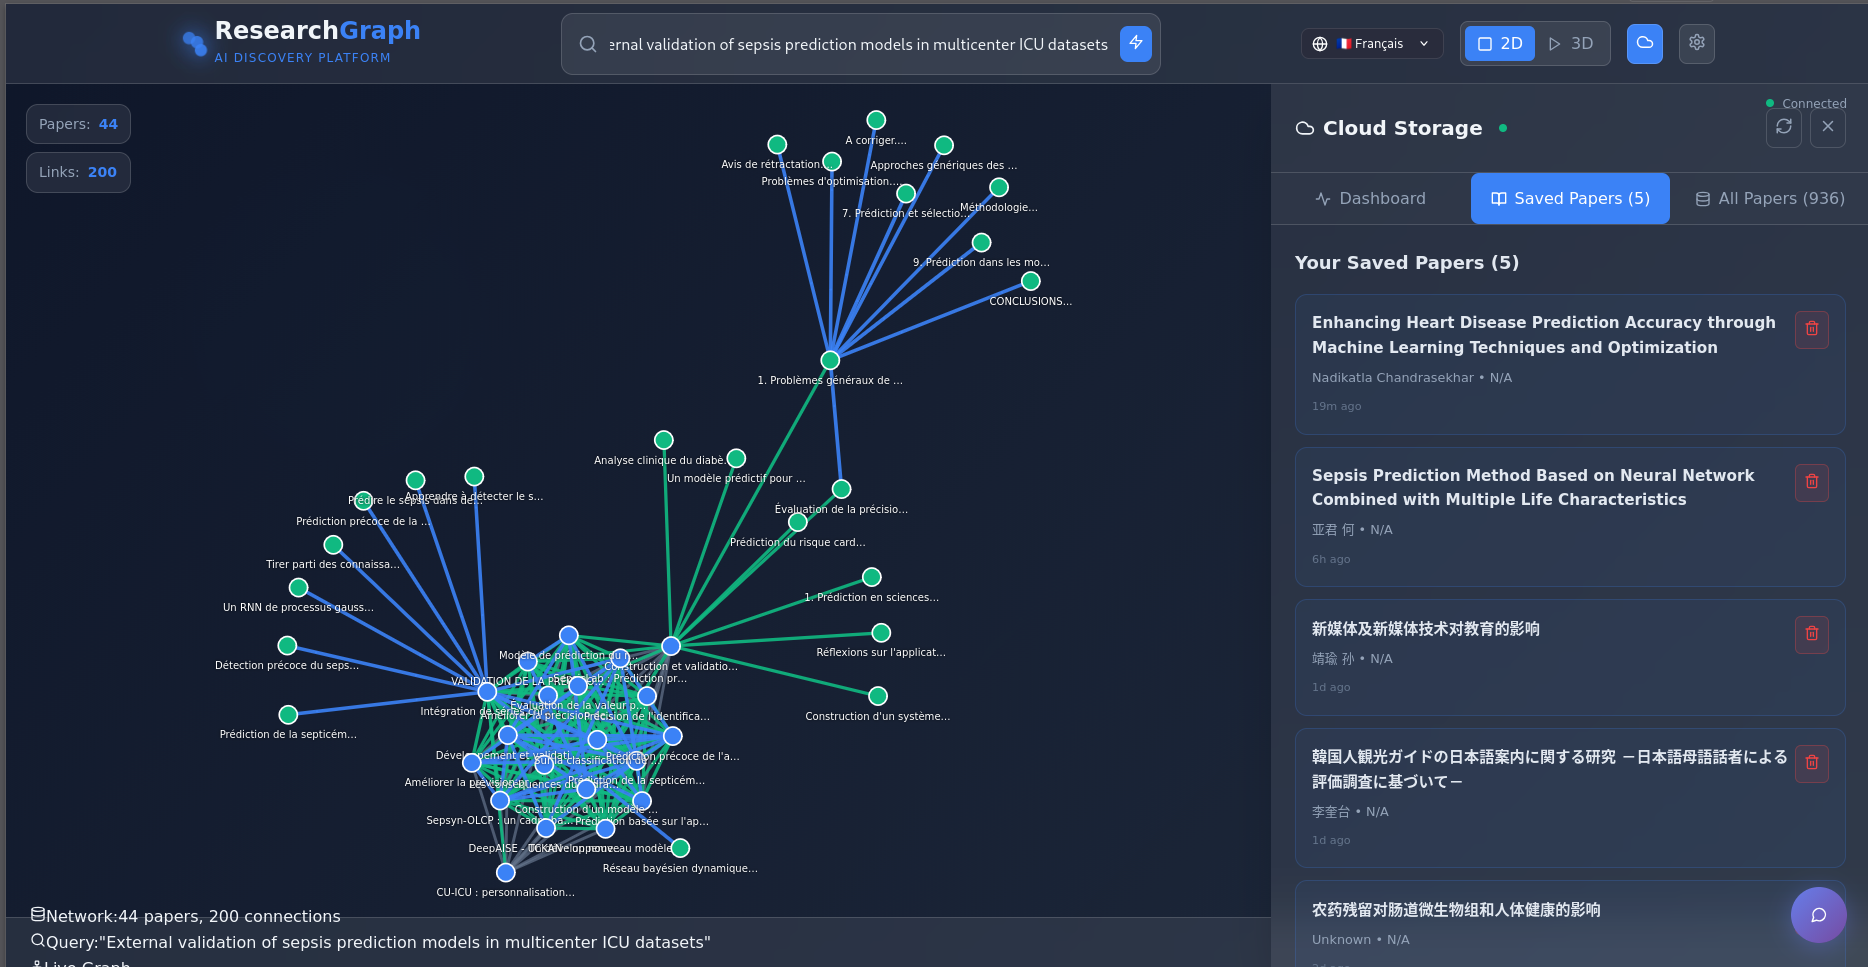 ResearchGraph
AI DISCOVERY PLATFORM
ernal validation of sepsis prediction models in multicenter ICU datasets
Français
2D
3D
Papers: 44
Links: 200
A corriger....
Avis de rétractation...
Approches génériques des ...
Problèmes d'optimisation....
Méthodologie...
7. Prédiction et sélectio...
9. Prédiction dans les mo...
CONCLUSIONS...
1. Problèmes généraux de ...
Analyse clinique du diabè...
Un modèle prédictif pour ...
Apprendre à détecter le s...
Prédire le sepsis dans de...
Évaluation de la précisio...
Prédiction précoce de la ...
Prédiction du risque card...
Tirer parti des connaissa...
1. Prédiction en sciences...
Un RNN de processus gauss...
Réflexions sur l'applicat...
Modèle de prédiction du
Détection précoce du seps...
Construction et validatio...
: Prédiction pr...
VALIDATION DE LA
Intégration de séries
Évaluation de la valeur p...
Améliorer la précision
Précision de l'identifica...
Construction d'un système...
Prédiction de la septicém...
Développement et validati...
Prédiction précoce de l'a...
Sur la classification de
Améliorer la prévision
Les conséquences du
Prédiction de la septicém...
Construction d'un modèle ...
Sepsyn-OLCP : un cadre
Prédiction basée sur l'ap...
DeepAISE -
nouveau modèle
Réseau bayésien dynamique...
CU-ICU : personnalisation...
Network:44 papers, 200 connections
Query:"External validation of sepsis prediction models in multicenter ICU datasets"
Live Graph
Connected
Cloud Storage
Dashboard
Saved Papers (5)
All Papers (936)
Your Saved Papers (5)
Enhancing Heart Disease Prediction Accuracy through
Machine Learning Techniques and Optimization
Nadikatla Chandrasekhar • N/A
19m ago
Sepsis Prediction Method Based on Neural Network
Combined with Multiple Life Characteristics
亚君 何 • N/A
6h ago
新媒体及新媒体技术对教育的影响
靖瑜 孙 • N/A
1d ago
韓国人観光ガイドの日本語案内に関する研究 －日本語母語話者による
評価調査に基づいて－
李奎台 • N/A
1d ago
农药残留对肠道微生物组和人体健康的影响
Unknown • N/A